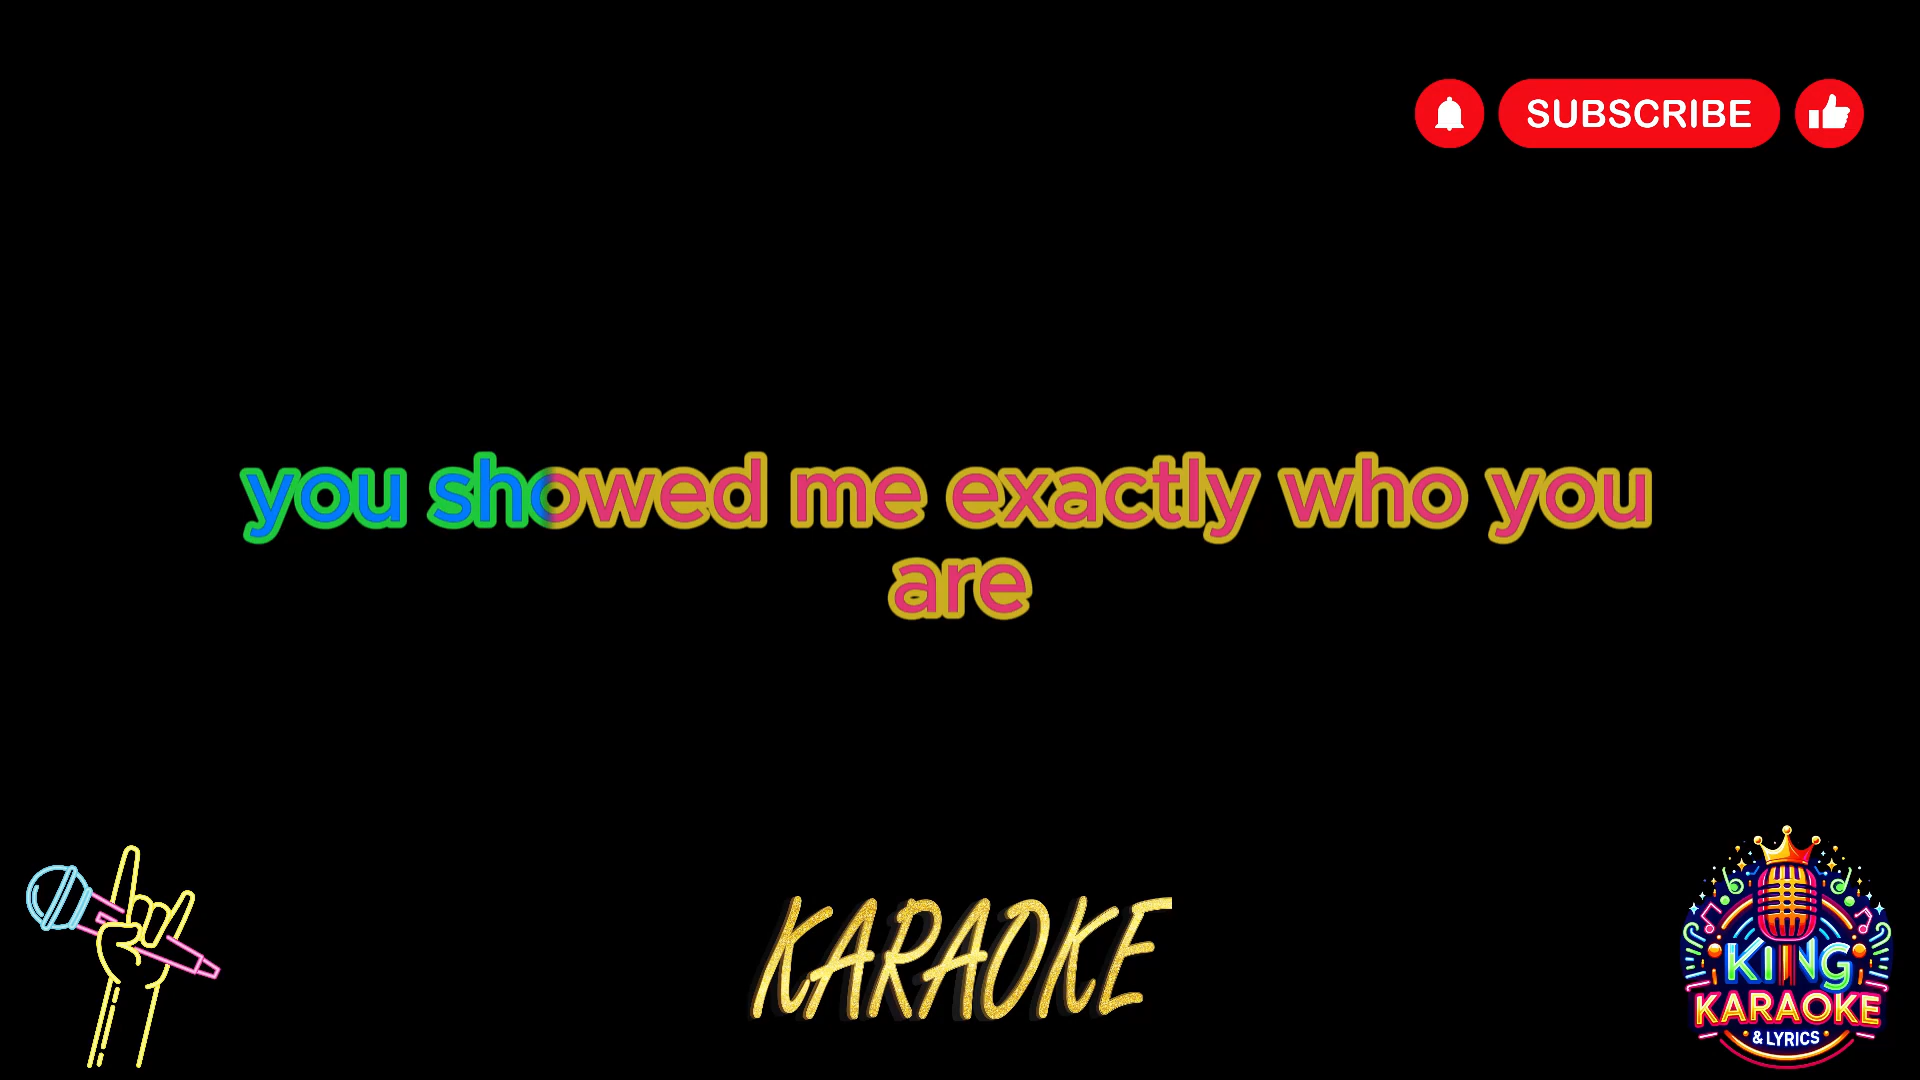 SUBSCRIBE
you showed me exactly who you
are
KARAOKE
KING
KARAOKE
& LYRICS